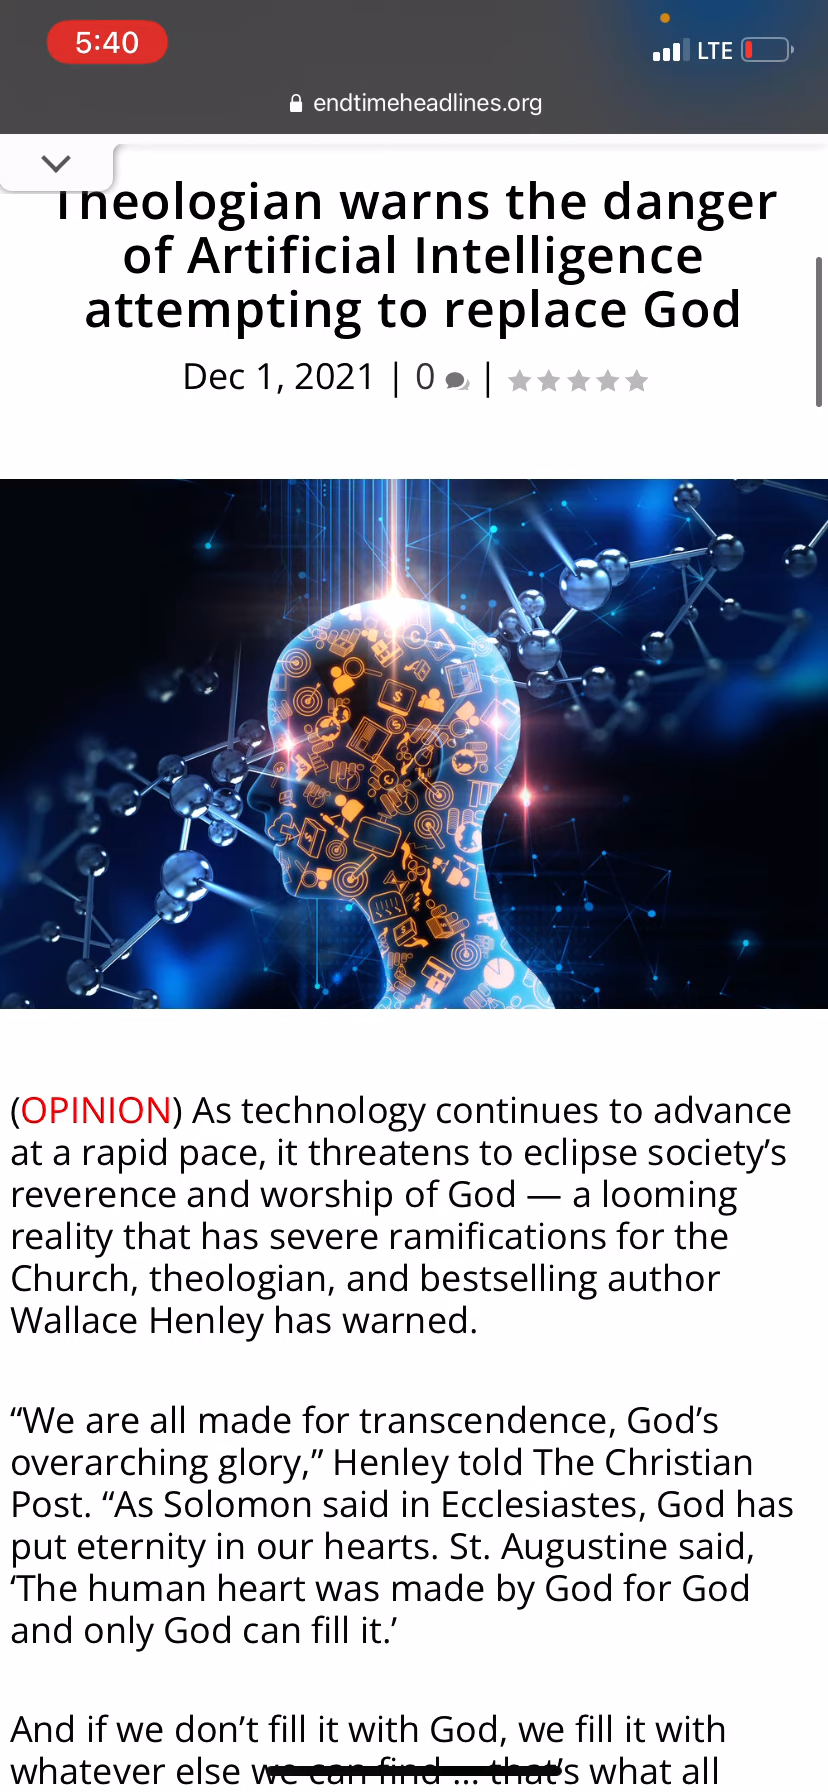 5:40
LTE
endtimeheadlines.org
Theologian warns the danger
of Artificial Intelligence
attempting to replace God
Dec 1, 2021 | 0 |
(OPINION) As technology continues to advance
at a rapid pace, it threatens to eclipse society’s
reverence and worship of God — a looming
reality that has severe ramifications for the
Church, theologian, and bestselling author
Wallace Henley has warned.
“We are all made for transcendence, God’s
overarching glory,” Henley told The Christian
Post. “As Solomon said in Ecclesiastes, God has
put eternity in our hearts. St. Augustine said,
‘The human heart was made by God for God
and only God can fill it.’
And if we don’t fill it with God, we fill it with
whatever else we can find ... that’s what all